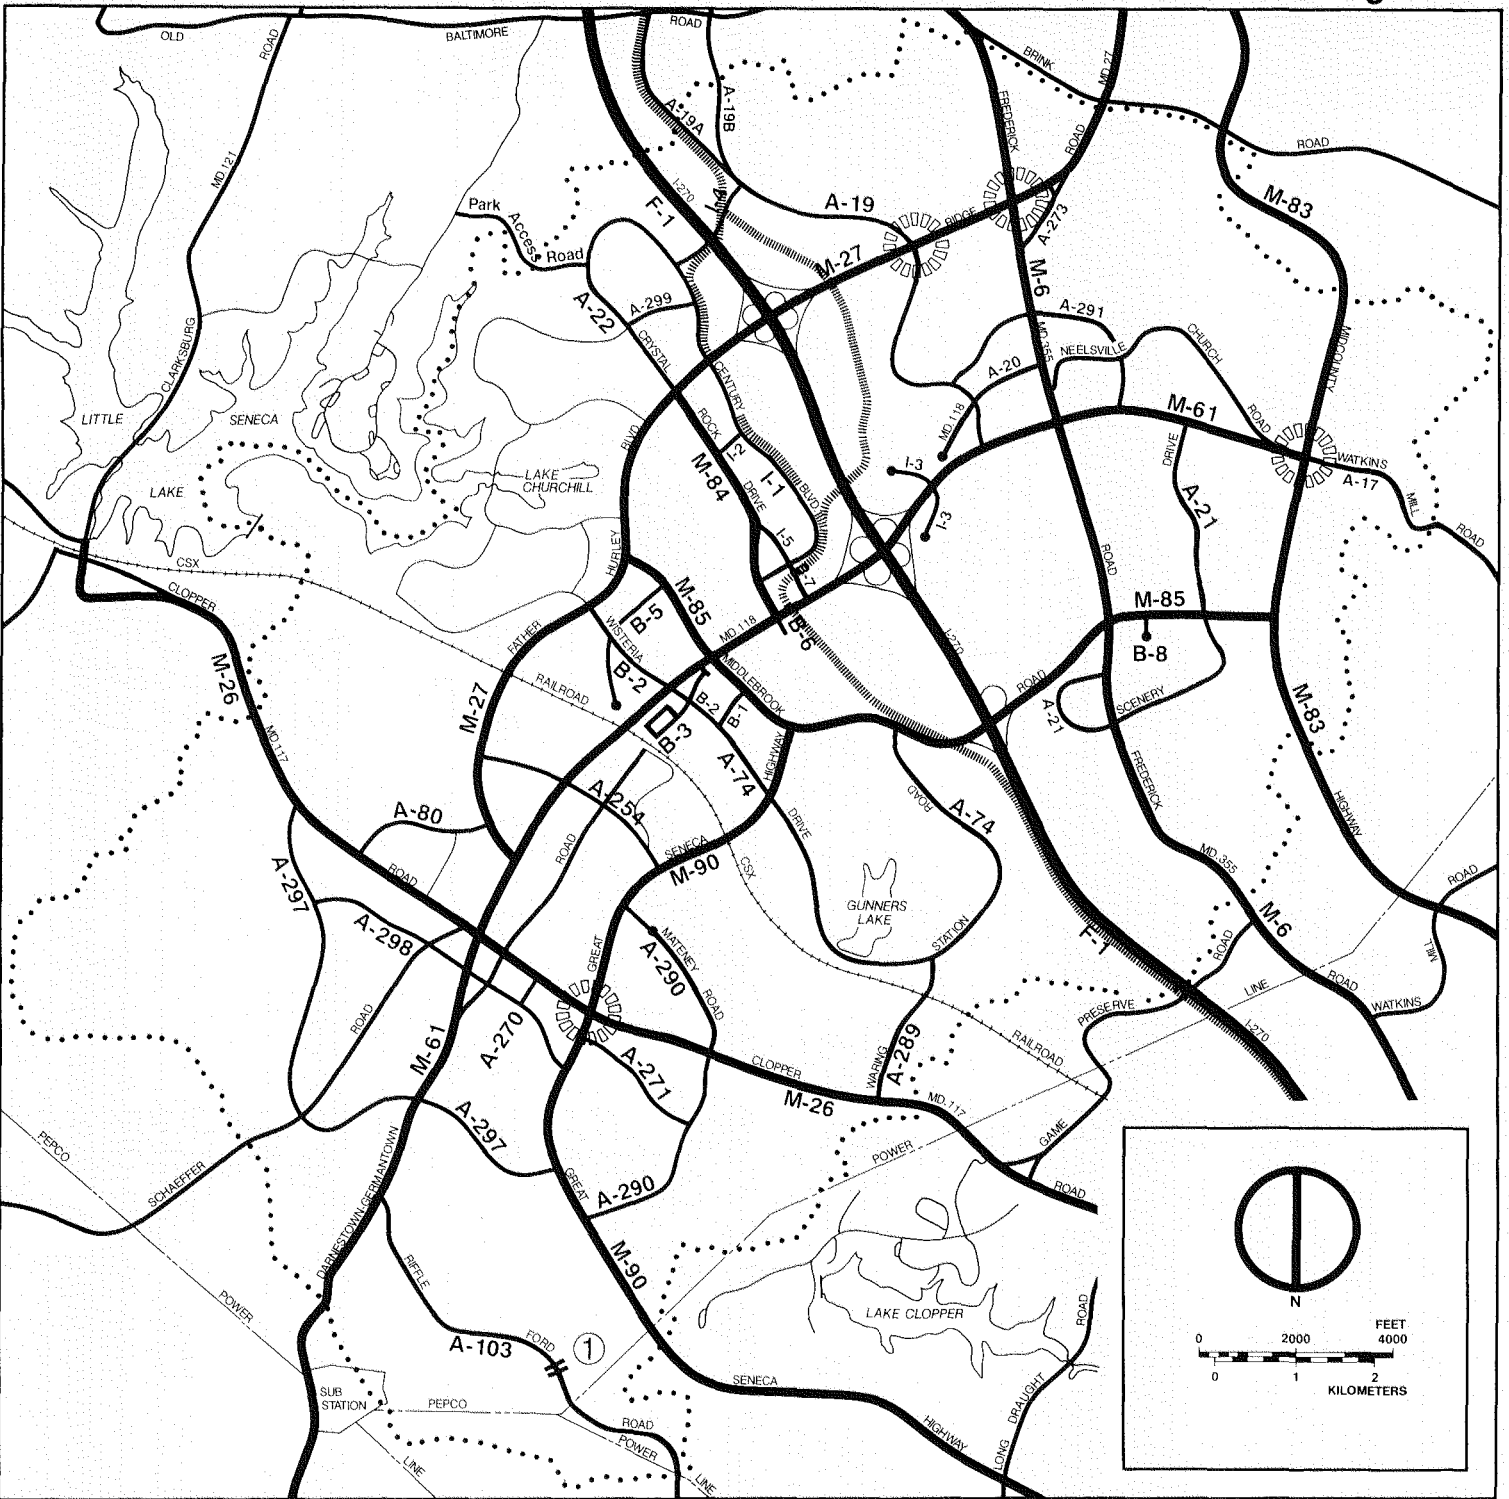 OLD
ROAD
BALTIMORE
ROAD
BRINK
MD.27
A-19B
A-19A
FREDERICK
ROAD
ROAD
MD.121
I-270
F-1
A-19
RIDGE
A-273
M-83
Park
Access
Road
M-27
M-6
A-22
A-299
A-291
MD.355
NEELSVILLE
CHURCH
MIDCOUNTY
CRYSTAL
CENTURY
A-20
CLARKSBURG
LITTLE
SENECA
LAKE
BLVD.
ROCK
MD.118
M-61
ROAD
LAKE
CHURCHILL
I-2
M-84
I-1
DRIVE
BLVD.
I-3
I-3
DRIVE
A-21
WATKINS
A-17
MILL
ROAD
I-5
CSX
CLOPPER
HURLEY
ROAD
M-85
B-5
M-85
B-6
MD.118
I-270
B-8
FATHER
WISTERIA
B-2
MIDDLEBROOK
ROAD
A-21
SCENERY
M-26
RAILROAD
B-2
B-1
B-3
M-27
MD.117
M-83
A-74
HIGHWAY
FREDERICK
A-254
ROAD
A-74
DRIVE
HIGHWAY
A-80
ROAD
SENECA
M-90
CSX
MD.355
ROAD
A-297
ROAD
GUNNERS
LAKE
M-6
A-298
GREAT
MATENEY
A-290
STATION
F-1
ROAD
MILL
ROAD
ROAD
LINE
ROAD
WATKINS
PRESERVE
M-61
A-270
RAILROAD
I-270
A-271
CLOPPER
M-26
WARING
A-289
MD.117
PEPCO
A-297
GAME
POWER
SCHAEFFER
DARNESTOWN-GERMANTOWN
GREAT
A-290
ROAD
RIFFLE
M-90
POWER
LAKE CLOPPER
ROAD
N
FEET
0 2000 4000
0 1 2
KILOMETERS
A-103
FORD
1
SENECA
SUB
STATION
PEPCO
ROAD
POWER
LINE
LINE
HIGHWAY
LONG
DRAUGHT